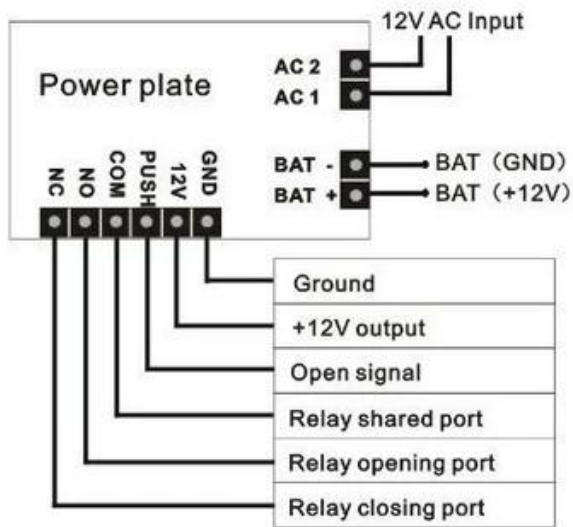 12V AC Input
Power plate
AC 2
AC 1
BAT -
BAT (GND)
BAT +
BAT (+12V)
NC
NO
COM
PUSH
12V
GND
Ground
+12V output
Open signal
Relay shared port
Relay opening port
Relay closing port